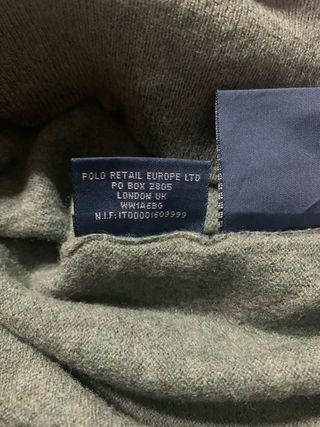 POLO RETAIL EUROPE LTD
PO BOX 2805
LONDON UK
WW1A6BG
N.I.F: IT00001609999